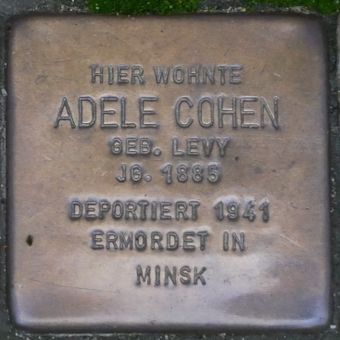 HIER WOHNTE
ADELE COHEN
GEB. LEVY
JG. 1885
DEPORTIERT 1941
ERMORDET IN
MINSK